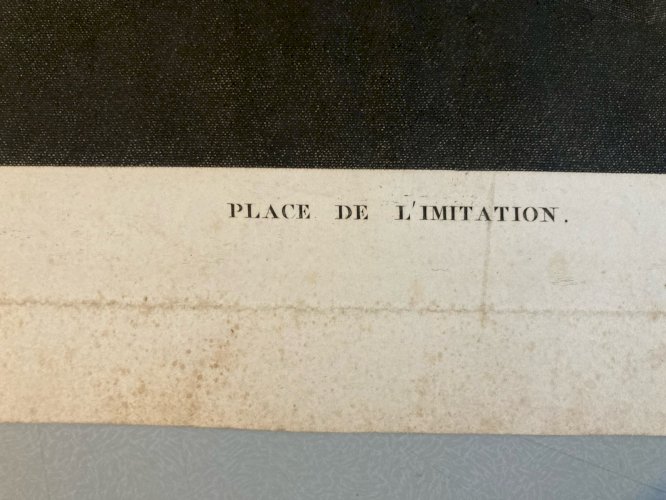 PLACE DE L'IMITATION.